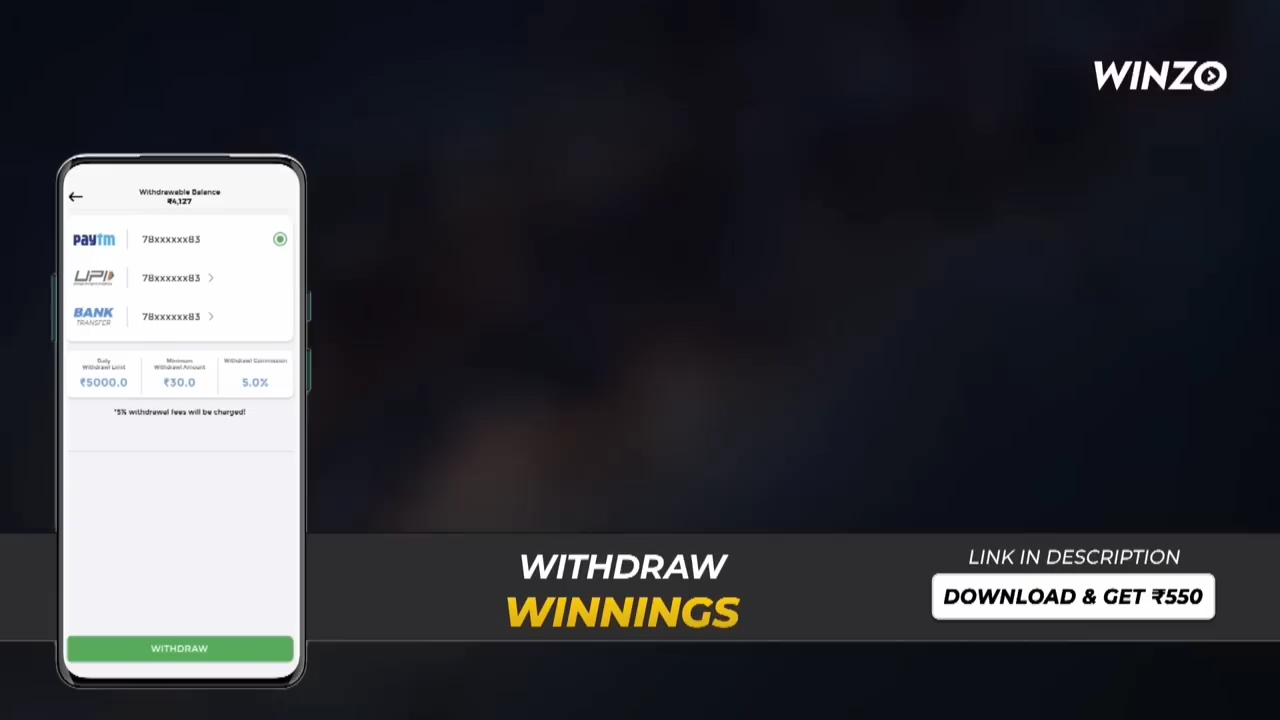 WINZO
Withdrawable Balance
₹4,127
paytm
78xxxxxx83
UPI
78xxxxxx83
BANK
TRANSFER
78xxxxxx83
Daily
Withdrawl Limit
₹5000.0
Minimum
Withdrawl Amount
₹30.0
Withdrawl Commission
5.0%
*5% withdrawal fees will be charged!
WITHDRAW
WITHDRAW
WINNINGS
LINK IN DESCRIPTION
DOWNLOAD & GET ₹550